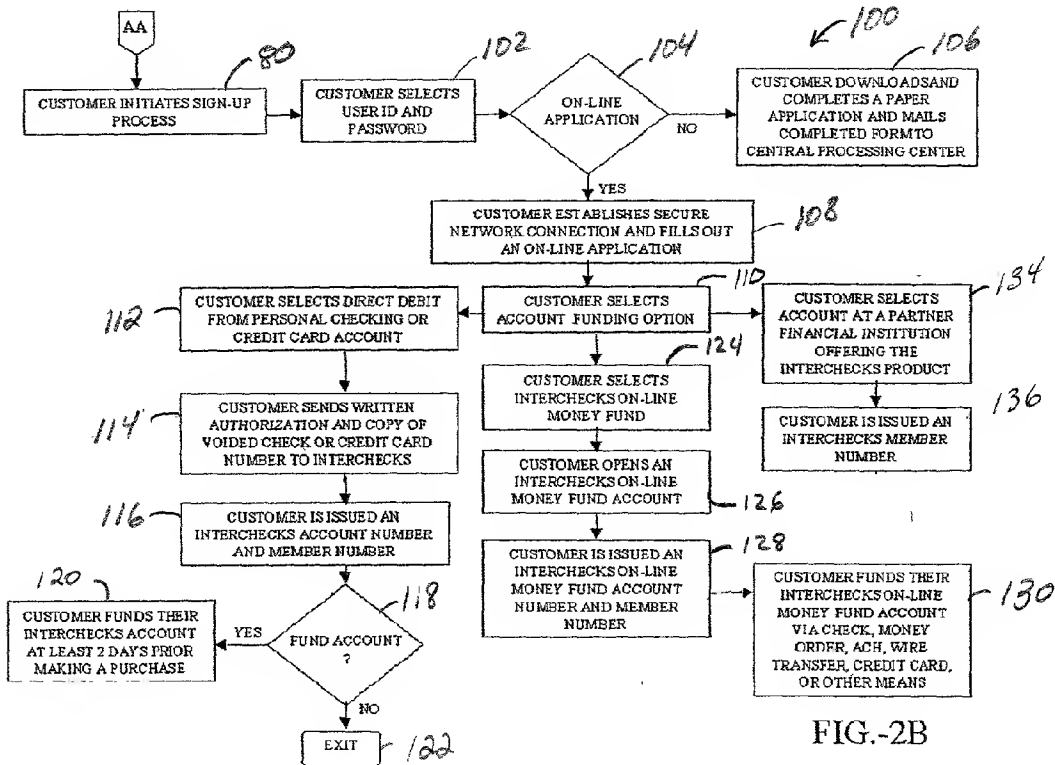 AA
80
CUSTOMER INITIATES SIGN-UP
PROCESS
102
CUSTOMER SELECTS
USER ID AND
PASSWORD
104
ON-LINE
APPLICATION
NO
YES
100
106
CUSTOMER DOWNLOADSAND
COMPLETES A PAPER
APPLICATION AND MAILS
COMPLETED FORMTO
CENTRAL PROCESSING CENTER
CUSTOMER ESTABLISHES SECURE
NETWORK CONNECTION AND FILLS OUT
AN ON-LINE APPLICATION
108
110
CUSTOMER SELECTS
ACCOUNT FUNDING OPTION
112
CUSTOMER SELECTS DIRECT DEBIT
FROM PERSONAL CHECKING OR
CREDIT CARD ACCOUNT
134
CUSTOMER SELECTS
ACCOUNT AT A PARTNER
FINANCIAL INSTITUTION
OFFERING THE
INTERCHECKS PRODUCT
124
CUSTOMER SELECTS
INTERCHECKS ON-LINE
MONEY FUND
114
CUSTOMER SENDS WRITTEN
AUTHORIZATION AND COPY OF
VOIDED CHECK OR CREDIT CARD
NUMBER TO INTERCHECKS
136
CUSTOMER IS ISSUED AN
INTERCHECKS MEMBER
NUMBER
CUSTOMER OPENS AN
INTERCHECKS ON-LINE
MONEY FUND ACCOUNT
126
116
CUSTOMER IS ISSUED AN
INTERCHECKS ACCOUNT NUMBER
AND MEMBER NUMBER
128
CUSTOMER IS ISSUED AN
INTERCHECKS ON-LINE
MONEY FUND ACCOUNT
NUMBER AND MEMBER
NUMBER
130
CUSTOMER FUNDS THEIR
INTERCHECKS ON-LINE
MONEY FUND ACCOUNT
VIA CHECK, MONEY
ORDER, ACH, WIRE
TRANSFER, CREDIT CARD,
OR OTHER MEANS
118
FUND ACCOUNT
?
YES
NO
120
CUSTOMER FUNDS THEIR
INTERCHECKS ACCOUNT
AT LEAST 2 DAYS PRIOR
MAKING A PURCHASE
EXIT
122
FIG.-2B